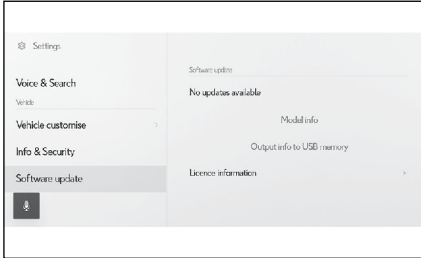 Settings
Voice & Search
Vehicle
Vehicle customise
Info & Security
Software update
Software update
No updates available
Model info
Output info to USB memory
Licence information